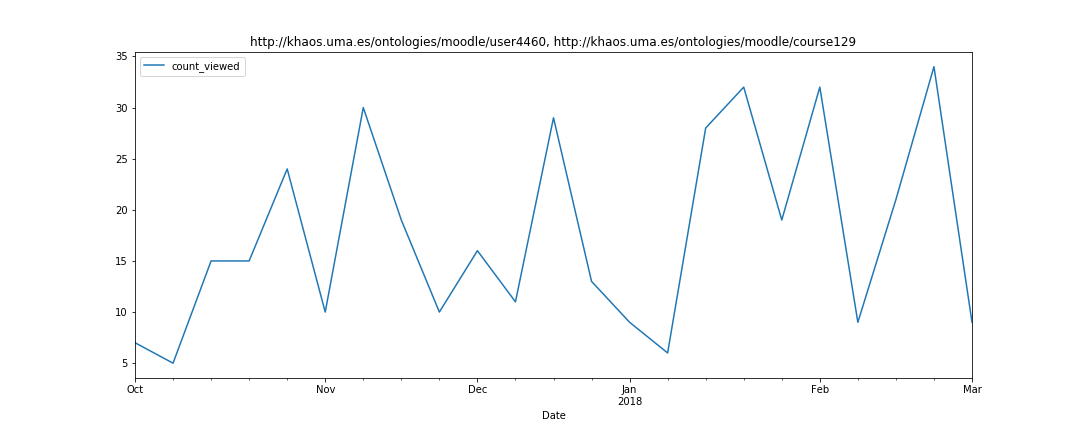 http://khaos.uma.es/ontologies/moodle/user4460, http://khaos.uma.es/ontologies/moodle/course129
count_viewed
35
30
25
20
15
10
5
Oct Nov Dec Jan Feb Mar
2018
Date